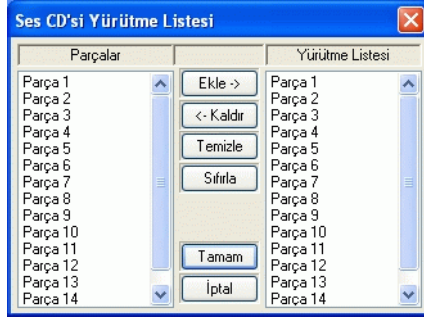 Ses CD'si Yürütme Listesi
Parçalar
Yürütme Listesi
Parça 1
Parça 2
Parça 3
Parça 4
Parça 5
Parça 6
Parça 7
Parça 8
Parça 9
Parça 10
Parça 11
Parça 12
Parça 13
Parça 14
Ekle ->
<- Kaldır
Temizle
Sıfırla
Tamam
İptal
Parça 1
Parça 2
Parça 3
Parça 4
Parça 5
Parça 6
Parça 7
Parça 8
Parça 9
Parça 10
Parça 11
Parça 12
Parça 13
Parça 14